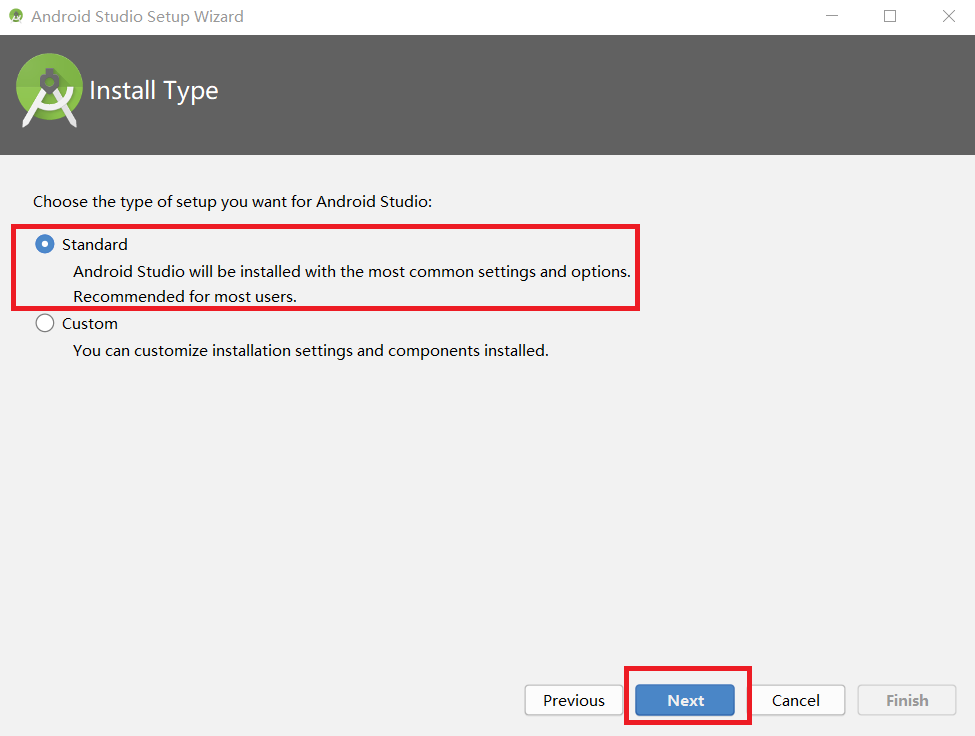 Android Studio Setup Wizard
Install Type
Choose the type of setup you want for Android Studio:
Standard
Android Studio will be installed with the most common settings and options.
Recommended for most users.
Custom
You can customize installation settings and components installed.
Previous Next Cancel Finish